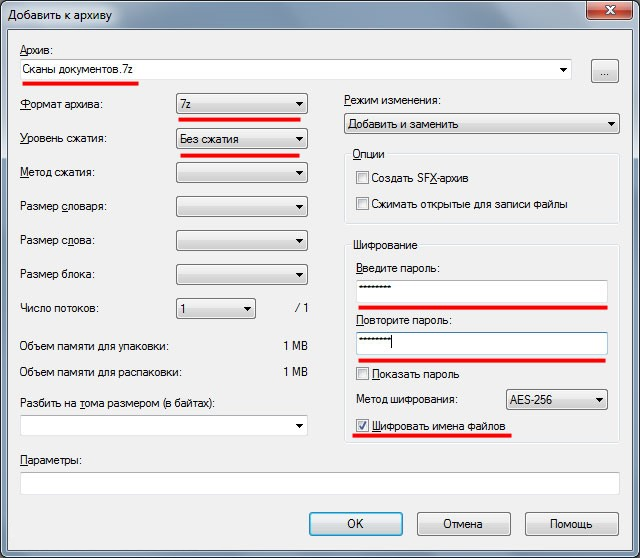 Добавить к архиву
Архив:
Сканы документов.7z
...
Формат архива:
7z
Уровень сжатия:
Без сжатия
Метод сжатия:
Размер словаря:
Размер слова:
Размер блока:
Число потоков:
1
/ 1
Объем памяти для упаковки:
1 MB
Объем памяти для распаковки:
1 MB
Разбить на тома размером (в байтах):
Режим изменения:
Добавить и заменить
Опции
Создать SFX-архив
Сжимать открытые для записи файлы
Шифрование
Введите пароль:
********
Повторите пароль:
********
Показать пароль
Метод шифрования:
AES-256
Шифровать имена файлов
Параметры:
OK
Отмена
Помощь